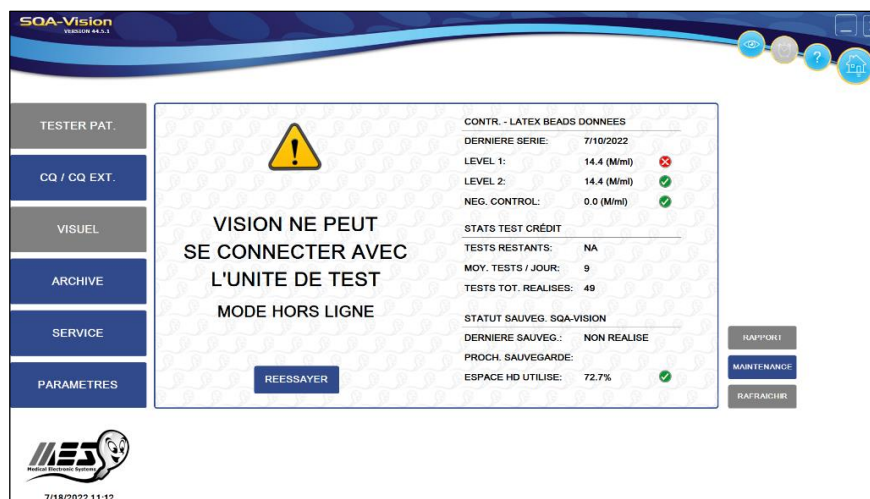 SQA-Vision
VERSION 44.5.1
?
TESTER PAT.
CQ / CQ EXT.
VISUEL
ARCHIVE
SERVICE
PARAMETRES
!
VISION NE PEUT
SE CONNECTER AVEC
L'UNITE DE TEST
MODE HORS LIGNE
REESSAYER
CONTR. - LATEX BEADS DONNEES
DERNIERE SERIE: 7/10/2022
LEVEL 1: 14.4 (M/ml)
LEVEL 2: 14.4 (M/ml)
NEG. CONTROL: 0.0 (M/ml)
STATS TEST CRÉDIT
TESTS RESTANTS: NA
MOY. TESTS / JOUR: 9
TESTS TOT. REALISES: 49
STATUT SAUVEG. SQA-VISION
DERNIERE SAUVEG.: NON REALISE
PROCH. SAUVEGARDE:
ESPACE HD UTILISE: 72.7%
RAPPORT
MAINTENANCE
RAFRAICHIR
MES
Medical Electronic Systems
7/18/2022 11:12